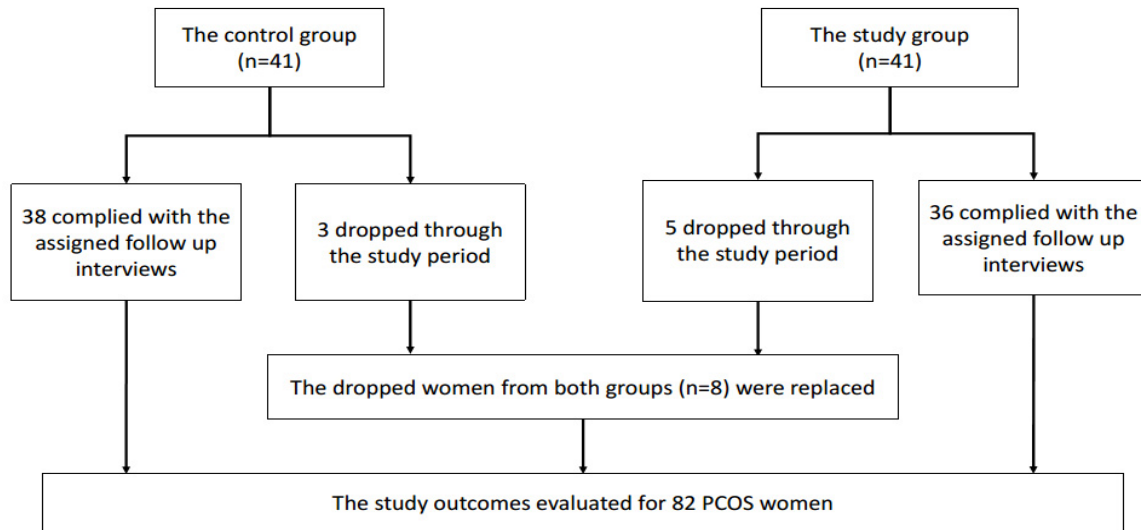 The control group
(n=41)
The study group
(n=41)
38 complied with the
assigned follow up
interviews
3 dropped through
the study period
5 dropped through
the study period
36 complied with the
assigned follow up
interviews
The dropped women from both groups (n=8) were replaced
The study outcomes evaluated for 82 PCOS women